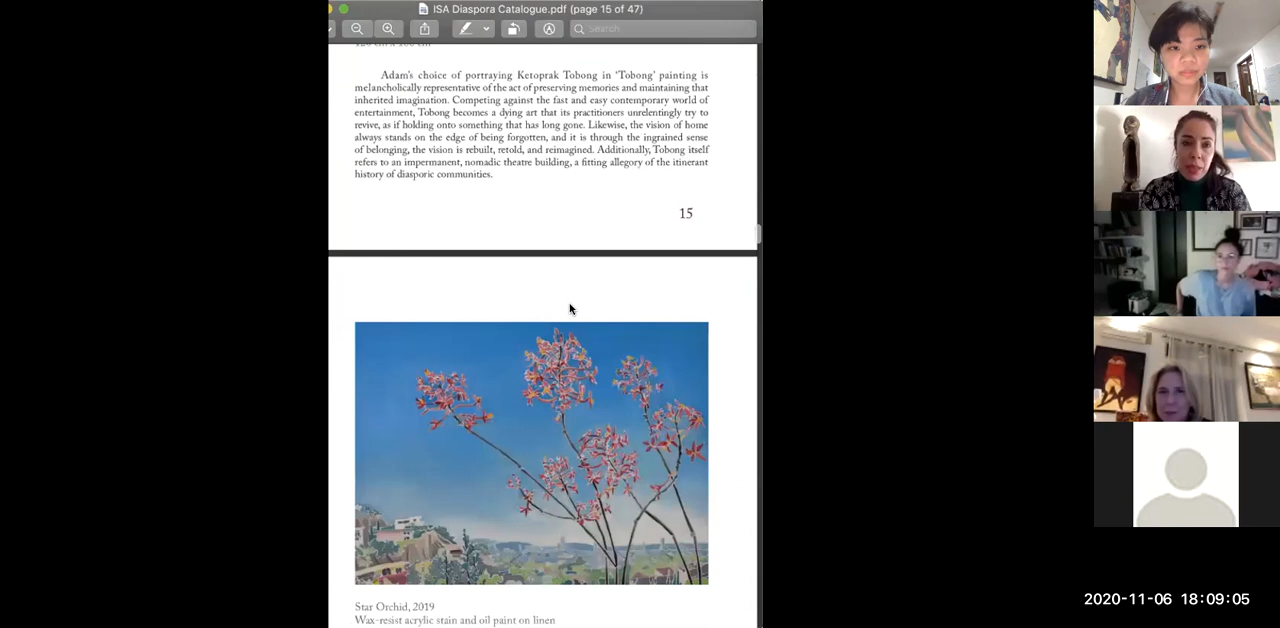 ISA Diaspora Catalogue.pdf (page 15 of 47)
Search
Adam's choice of portraying Ketoprak Tobong in 'Tobong' painting is
melancholically representative of the act of preserving memories and maintaining that
inherited imagination. Competing against the fast and easy contemporary world of
entertainment, Tobong becomes a dying art that its practitioners unrelentingly try to
revive, as if holding onto something that has long gone. Likewise, the vision of home
always stands on the edge of being forgotten, and it is through the ingrained sense
of belonging, the vision is rebuilt, retold, and reimagined. Additionally, Tobong itself
refers to an impermanent, nomadic theatre building, a fitting allegory of the itinerant
history of diasporic communities.
15
Star Orchid, 2019
Wax-resist acrylic stain and oil paint on linen
2020-11-06 18:09:05